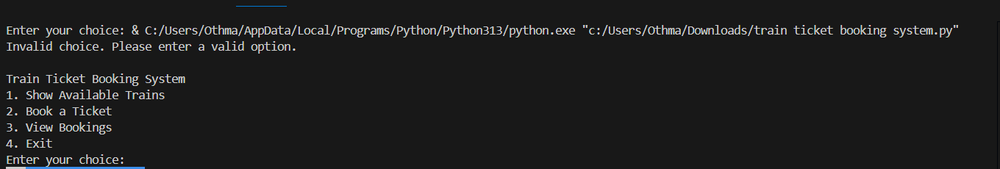 Enter your choice: & C:/Users/Othma/AppData/Local/Programs/Python/Python313/python.exe "c:/Users/Othma/Downloads/train ticket booking system.py"
Invalid choice. Please enter a valid option.
Train Ticket Booking System
1. Show Available Trains
2. Book a Ticket
3. View Bookings
4. Exit
Enter your choice: